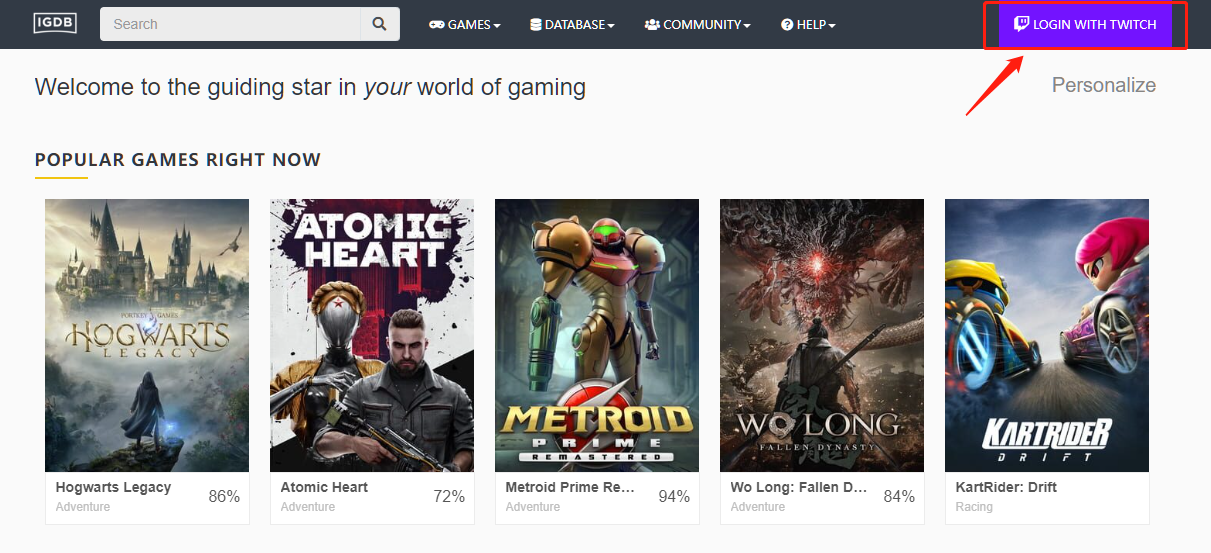 IGDB
Search
GAMES
DATABASE
COMMUNITY
HELP
LOGIN WITH TWITCH
Welcome to the guiding star in your world of gaming
Personalize
POPULAR GAMES RIGHT NOW
PORTKEY GAMES
HOGWARTS
LEGACY
ATOMIC
HEART
METROID
PRIME
REMASTERED
WO LONG
FALLEN DYNASTY
KARTRIDER
DRIFT
Hogwarts Legacy
86%
Adventure
Atomic Heart
72%
Adventure
Metroid Prime Re...
94%
Adventure
Wo Long: Fallen D...
84%
Adventure
KartRider: Drift
Racing